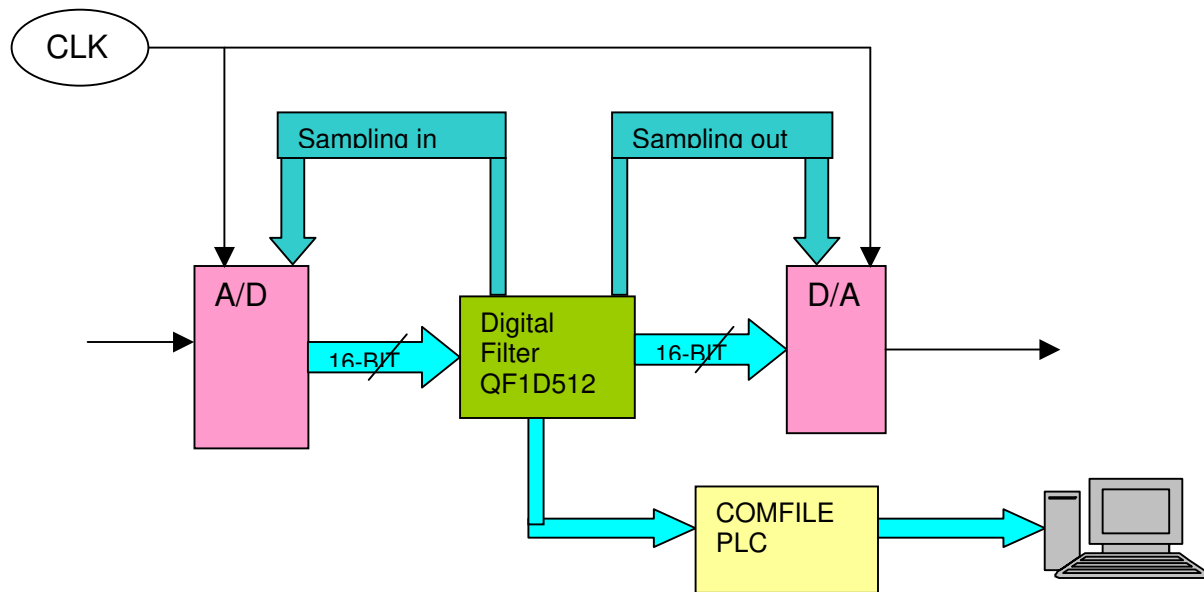 CLK
Sampling in
Sampling out
A/D
D/A
Digital
Filter
QF1D512
16-BIT
16-BIT
COMFILE
PLC